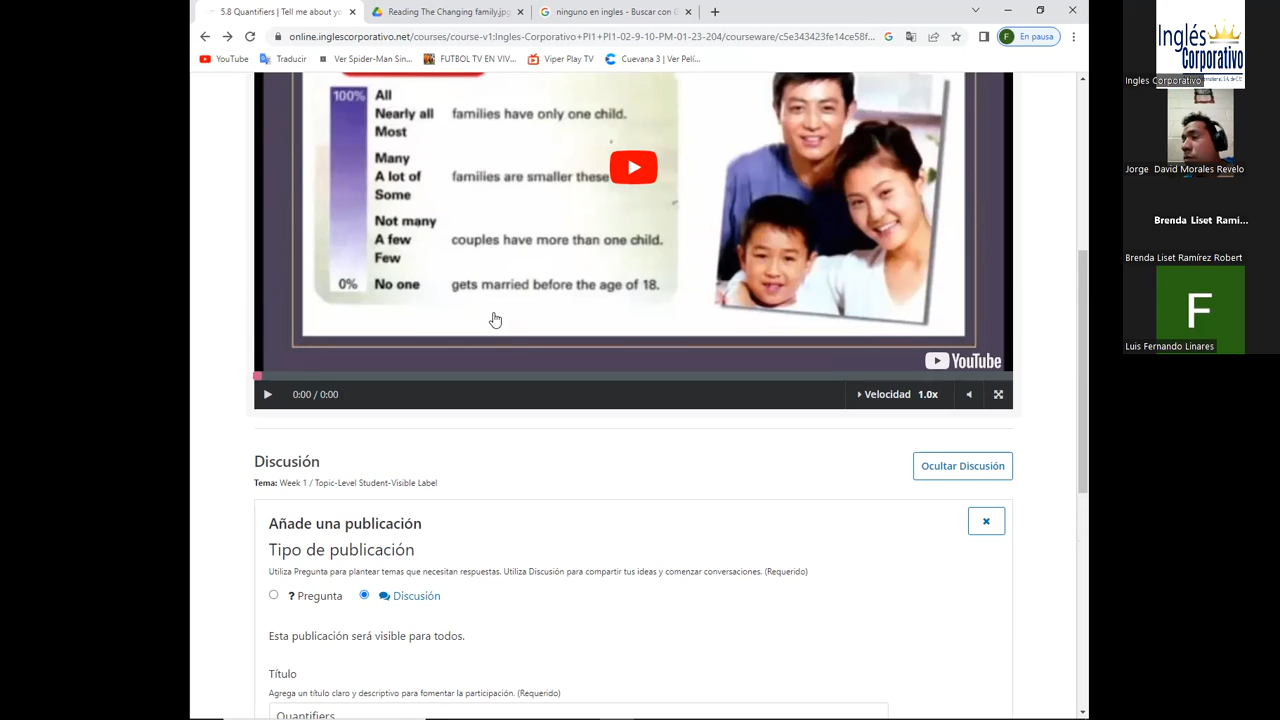 5.8 Quantifiers | Tell me about yo
Reading The Changing family.jpg
ninguno en ingles - Buscar con G
online.inglescorporativo.net/courses/course-v1:Ingles-Corporativo+PI1+PI1-02-9-10-PM-01-23-204/courseware/c5e343423fe14ce58f...
En pausa
YouTube
Traducir
Ver Spider-Man Sin...
FUTBOL TV EN VIV...
Viper Play TV
Cuevana 3 | Ver Pelí...
100%
All
Nearly all families have only one child.
Most
Many
A lot of families are smaller these
Some
Not many
A few couples have more than one child.
Few
0% No one gets married before the age of 18.
YouTube
0:00 / 0:00
Velocidad 1.0x
Discusión
Ocultar Discusión
Tema: Week 1 / Topic-Level Student-Visible Label
Añade una publicación
Tipo de publicación
Utiliza Pregunta para plantear temas que necesitan respuestas. Utiliza Discusión para compartir tus ideas y comenzar conversaciones. (Requerido)
? Pregunta
Discusión
Esta publicación será visible para todos.
Título
Agrega un título claro y descriptivo para fomentar la participación. (Requerido)
Quantifiers
Inglés
Corporativo
Ingles Corporativo
Jorge David Morales Revelo
Brenda Liset Rami...
Brenda Liset Ramírez Robert
F
Luis Fernando Linares